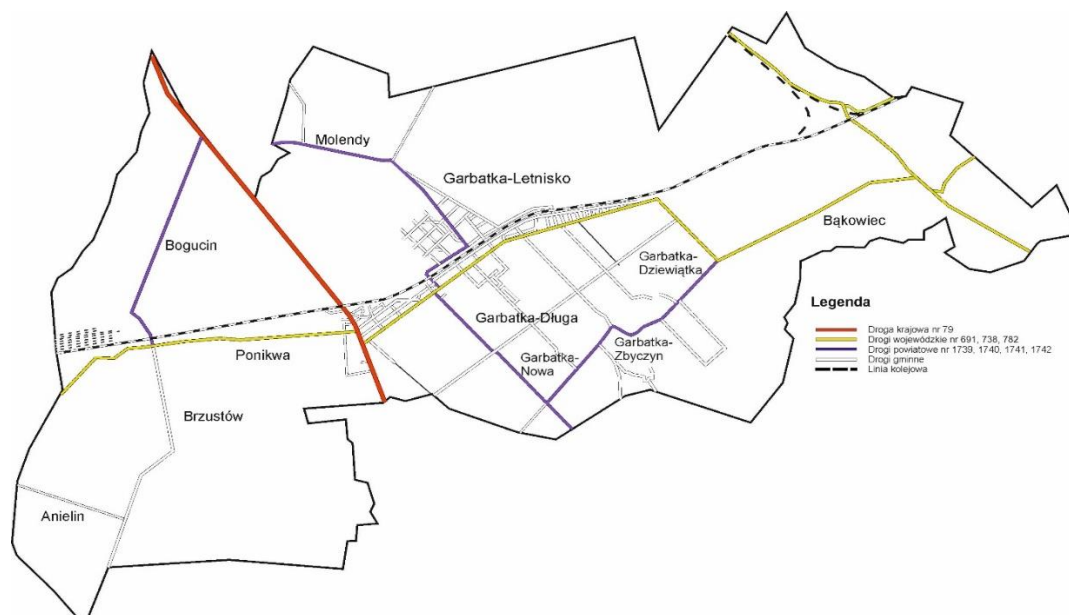 Molendy
Garbatka-Letnisko
Bogucin
Bąkowiec
Garbatka-
Dziewiątka
Legenda
Droga krajowa nr 79
Drogi wojewódzkie nr 691, 738, 782
Drogi powiatowe nr 1739, 1740, 1741, 1742
Drogi gminne
Linia kolejowa
Garbatka-Długa
Garbatka-
Zbyczyn
Ponikwa
Garbatka-
Nowa
Brzustów
Anielin